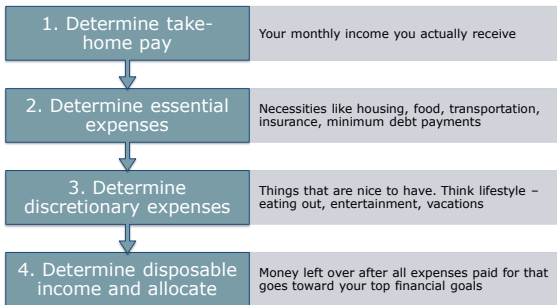 1. Determine take-
home pay
Your monthly income you actually receive
2. Determine essential
expenses
Necessities like housing, food, transportation,
insurance, minimum debt payments
3. Determine
discretionary expenses
Things that are nice to have. Think lifestyle –
eating out, entertainment, vacations
4. Determine disposable
income and allocate
Money left over after all expenses paid for that
goes toward your top financial goals